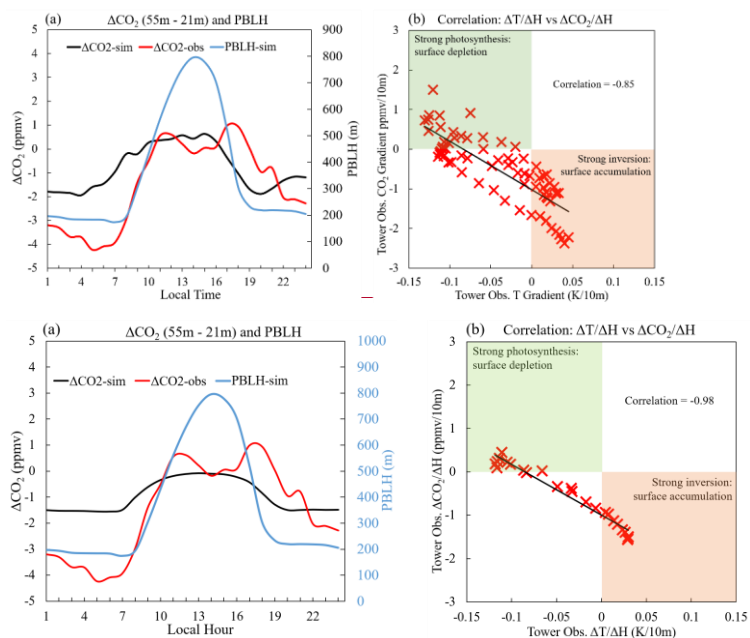 (a)
ΔCO₂ (55m - 21m) and PBLH
ΔCO2-sim
ΔCO2-obs
PBLH-sim
5
4
3
2
1
0
-1
-2
-3
-4
-5
ΔCO₂ (ppmv)
900
800
700
600
500
400
300
200
100
0
PBLH (m)
1 4 7 10 13 16 19 22
Local Time
(b)
Correlation: ΔT/ΔH vs ΔCO₂/ΔH
Strong photosynthesis:
surface depletion
Correlation = -0.85
Strong inversion:
surface accumulation
3
2
1
0
-1
-2
-3
Tower Obs. CO₂ Gradient ppmv/10m)
-0.15 -0.1 -0.05 0 0.05 0.1 0.15
Tower Obs. T Gradient (K/10m)
(a)
ΔCO₂ (55m - 21m) and PBLH
ΔCO2-sim
ΔCO2-obs
PBLH-sim
5
4
3
2
1
0
-1
-2
-3
-4
-5
ΔCO₂ (ppmv)
1000
900
800
700
600
500
400
300
200
100
0
PBLH (m)
1 4 7 10 13 16 19 22
Local Hour
(b)
Correlation: ΔT/ΔH vs ΔCO₂/ΔH
Strong photosynthesis:
surface depletion
Correlation = -0.98
Strong inversion:
surface accumulation
3
2
1
0
-1
-2
-3
Tower Obs. ΔCO₂/ΔH (ppmv/10m)
-0.15 -0.1 -0.05 0 0.05 0.1 0.15
Tower Obs. ΔT/ΔH (K/10m)